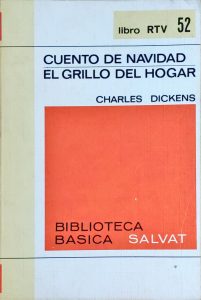 libro RTV 52
CUENTO DE NAVIDAD
EL GRILLO DEL HOGAR
CHARLES DICKENS
BIBLIOTECA
BASICA SALVAT